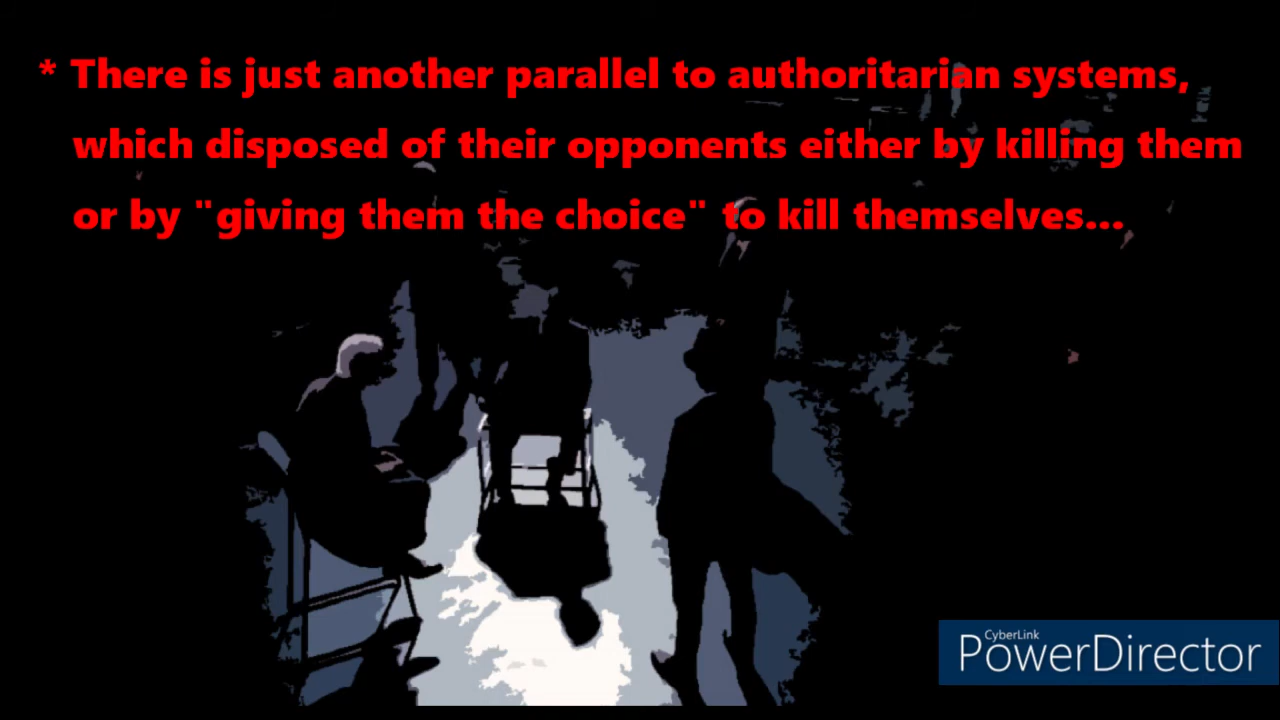 * There is just another parallel to authoritarian systems,
which disposed of their opponents either by killing them
or by "giving them the choice" to kill themselves...
CyberLink
PowerDirector